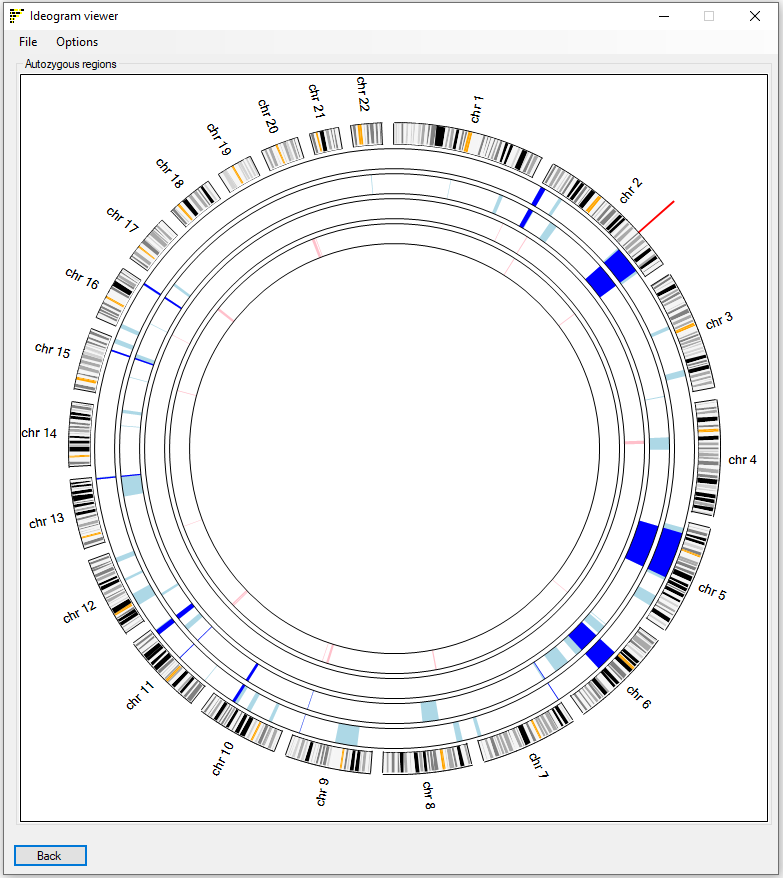 Ideogram viewer
File Options
Autozygous regions
chr 1
chr 2
chr 3
chr 4
chr 5
chr 6
chr 7
chr 8
chr 9
chr 10
chr 11
chr 12
chr 13
chr 14
chr 15
chr 16
chr 17
chr 18
chr 19
chr 20
chr 21
chr 22
Back